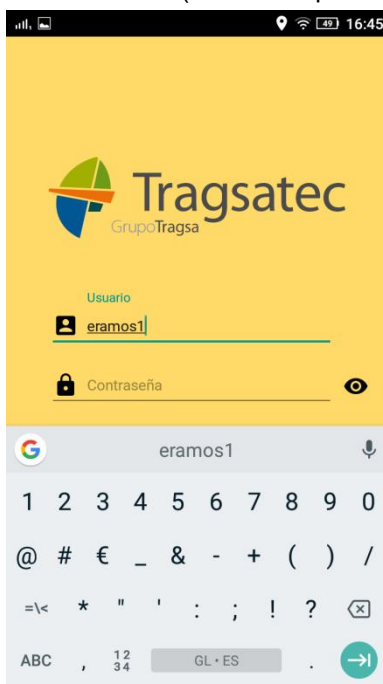 49 16:45
Tragsatec
GrupoTragsa
Usuario
eramos1
Contraseña
G eramos1
1 2 3 4 5 6 7 8 9 0
@ # € _ & - + ( ) /
=\< * " ' : ; ! ? 
ABC , 12 34 GL • ES .